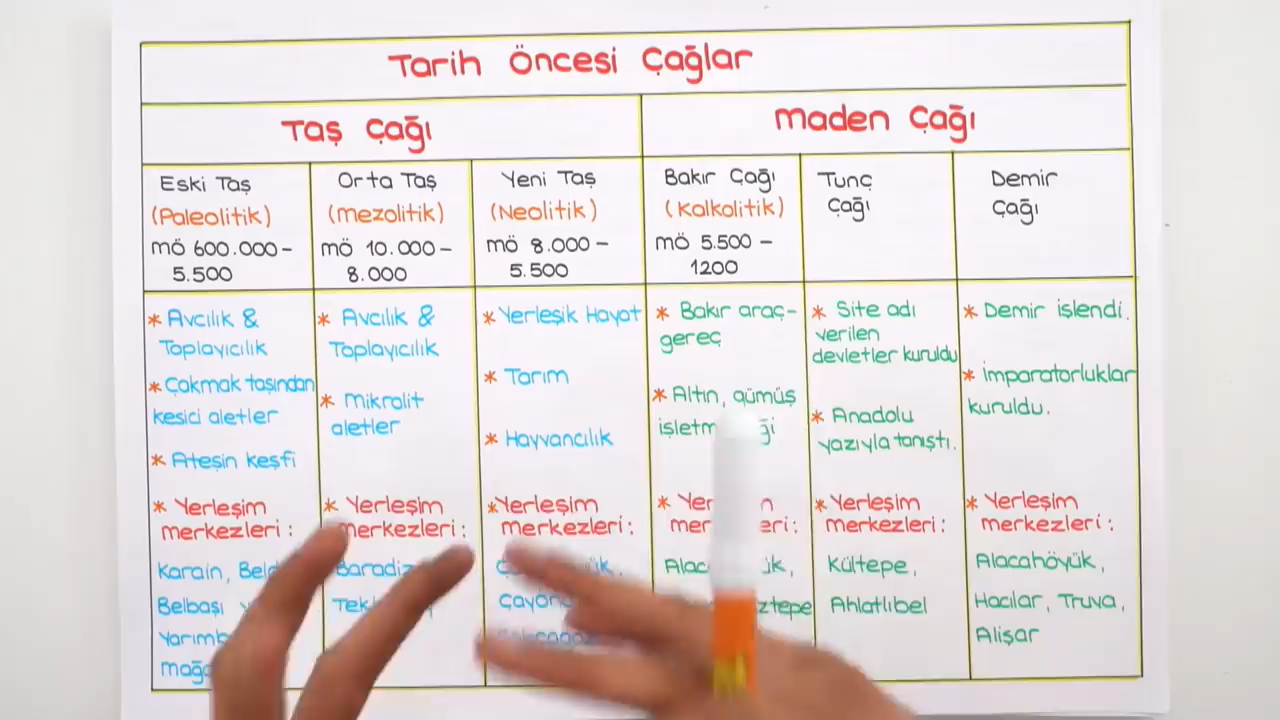 Tarih Öncesi Çağlar
Taş Çağı
Maden Çağı
Eski Taş
(Paleolitik)
mö 600.000-
5.500
Orta Taş
(mezolitik)
mö 10.000-
8.000
Yeni Taş
(Neolitik)
mö 8.000-
5.500
Bakır Çağı
(Kalkolitik)
mö 5.500-
1200
Tunç
Çağı
Demir
Çağı
* Avcılık &
Toplayıcılık
* Çakmak taşından
kesici aletler
* Ateşin keşfi
* Yerleşim
merkezleri:
Karain,
Belbaşı
* Avcılık &
Toplayıcılık
* Mikrolit
aletler
* Yerleşim
merkezleri:
* Yerleşik Hayat
* Tarım
* Hayvancılık
* Yerleşim
merkezleri:
* Bakır araç-
gereç
* Altın, gümüş
*
* Site adı
verilen
devletler kuruldu
* Anadolu
yazıyla tanıştı.
* Yerleşim
merkezleri:
Kültepe,
Ahlatlıbel
* Demir işlendi.
* İmparatorluklar
kuruldu.
* Yerleşim
merkezleri:
Alacahöyük,
Hacılar, Truva,
Alişar